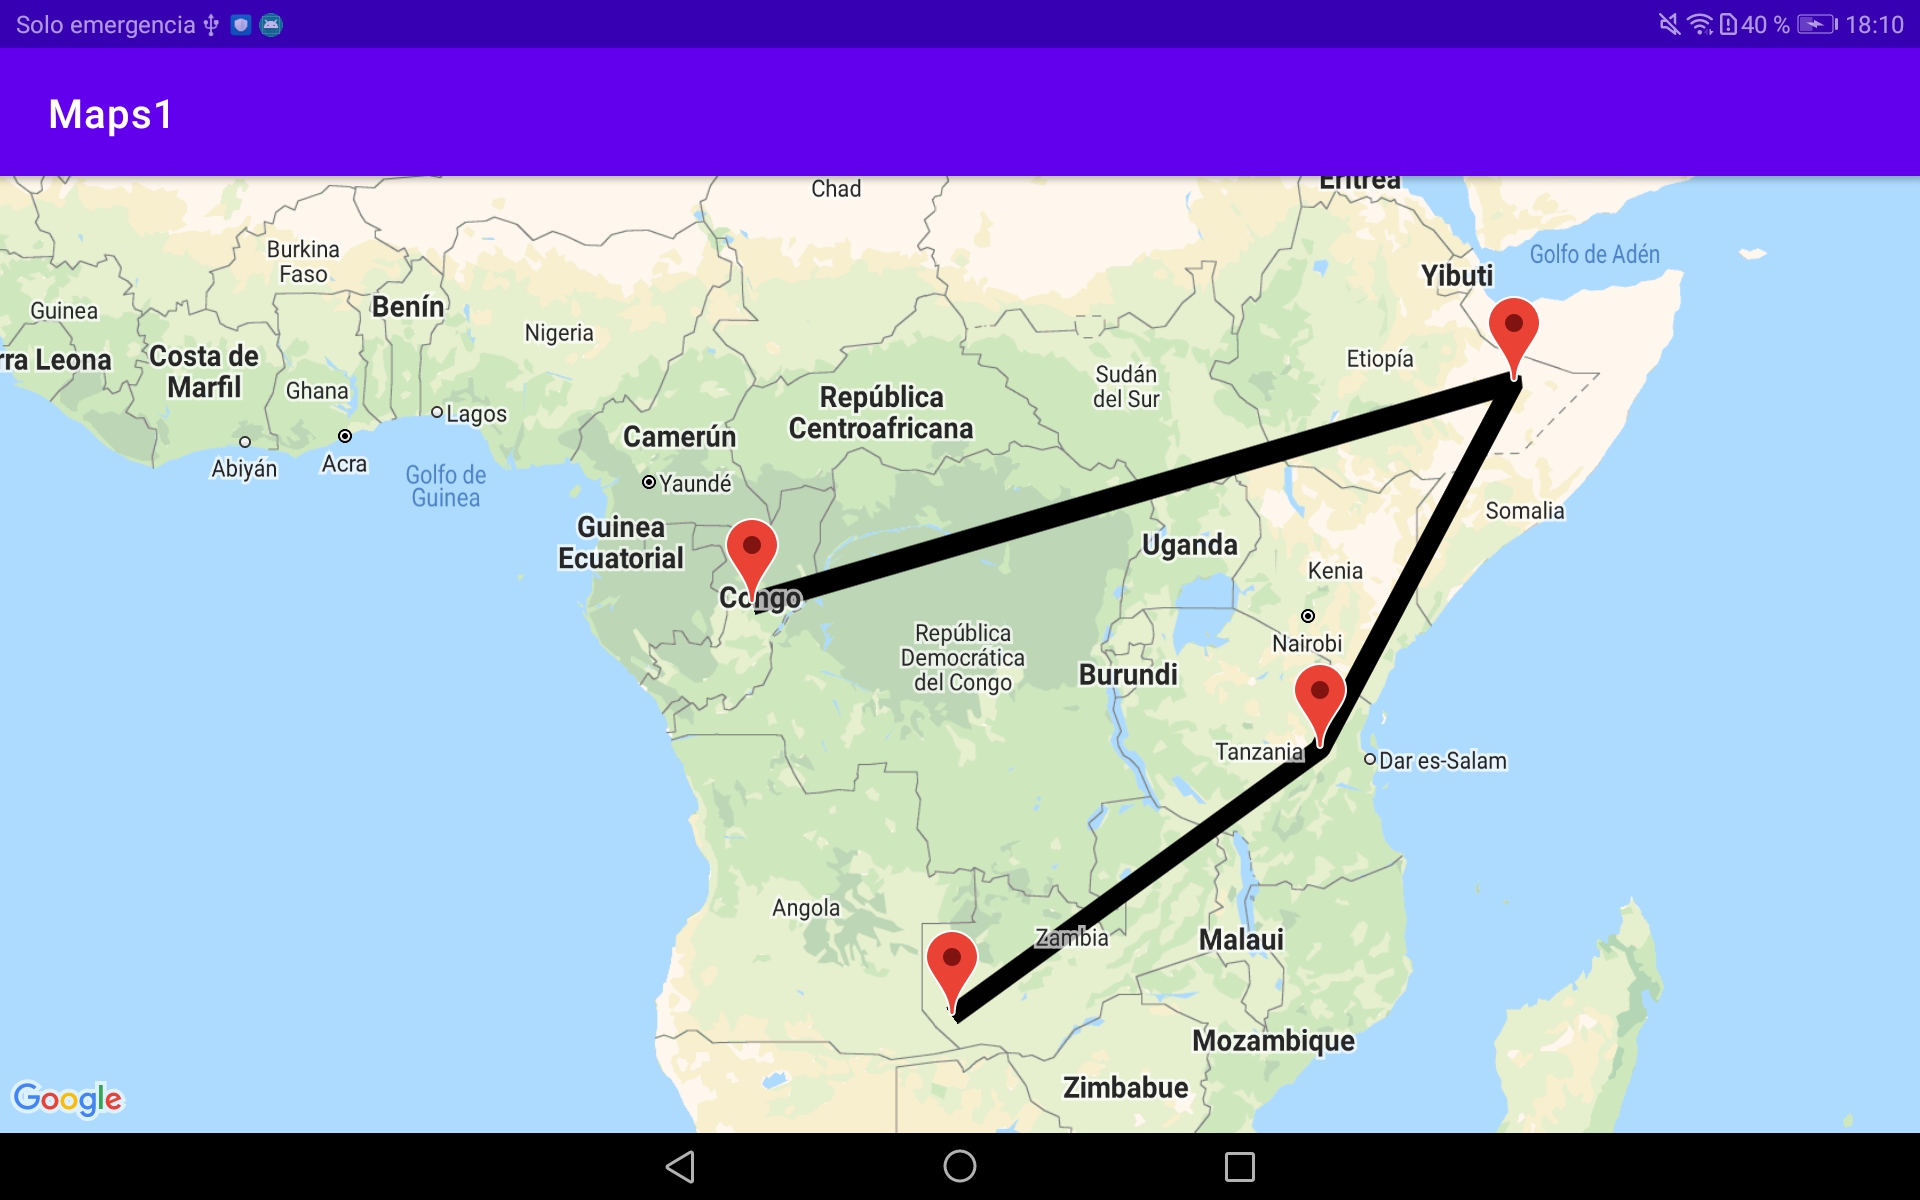 Solo emergencia
40 %
18:10
Maps1
Chad
Eritrea
Golfo de Adén
Burkina
Faso
Yibuti
Guinea
Benín
Nigeria
rra Leona
Costa de
Marfil
Ghana
Etiopía
Sudán
del Sur
República
Centroafricana
Lagos
Camerún
Abiyán
Acra
Golfo de
Guinea
Yaundé
Somalia
Guinea
Ecuatorial
Uganda
Kenia
Congo
Nairobi
República
Democrática
del Congo
Burundi
Tanzania
Dar es-Salam
Angola
Zambia
Malaui
Mozambique
Zimbabue
Google